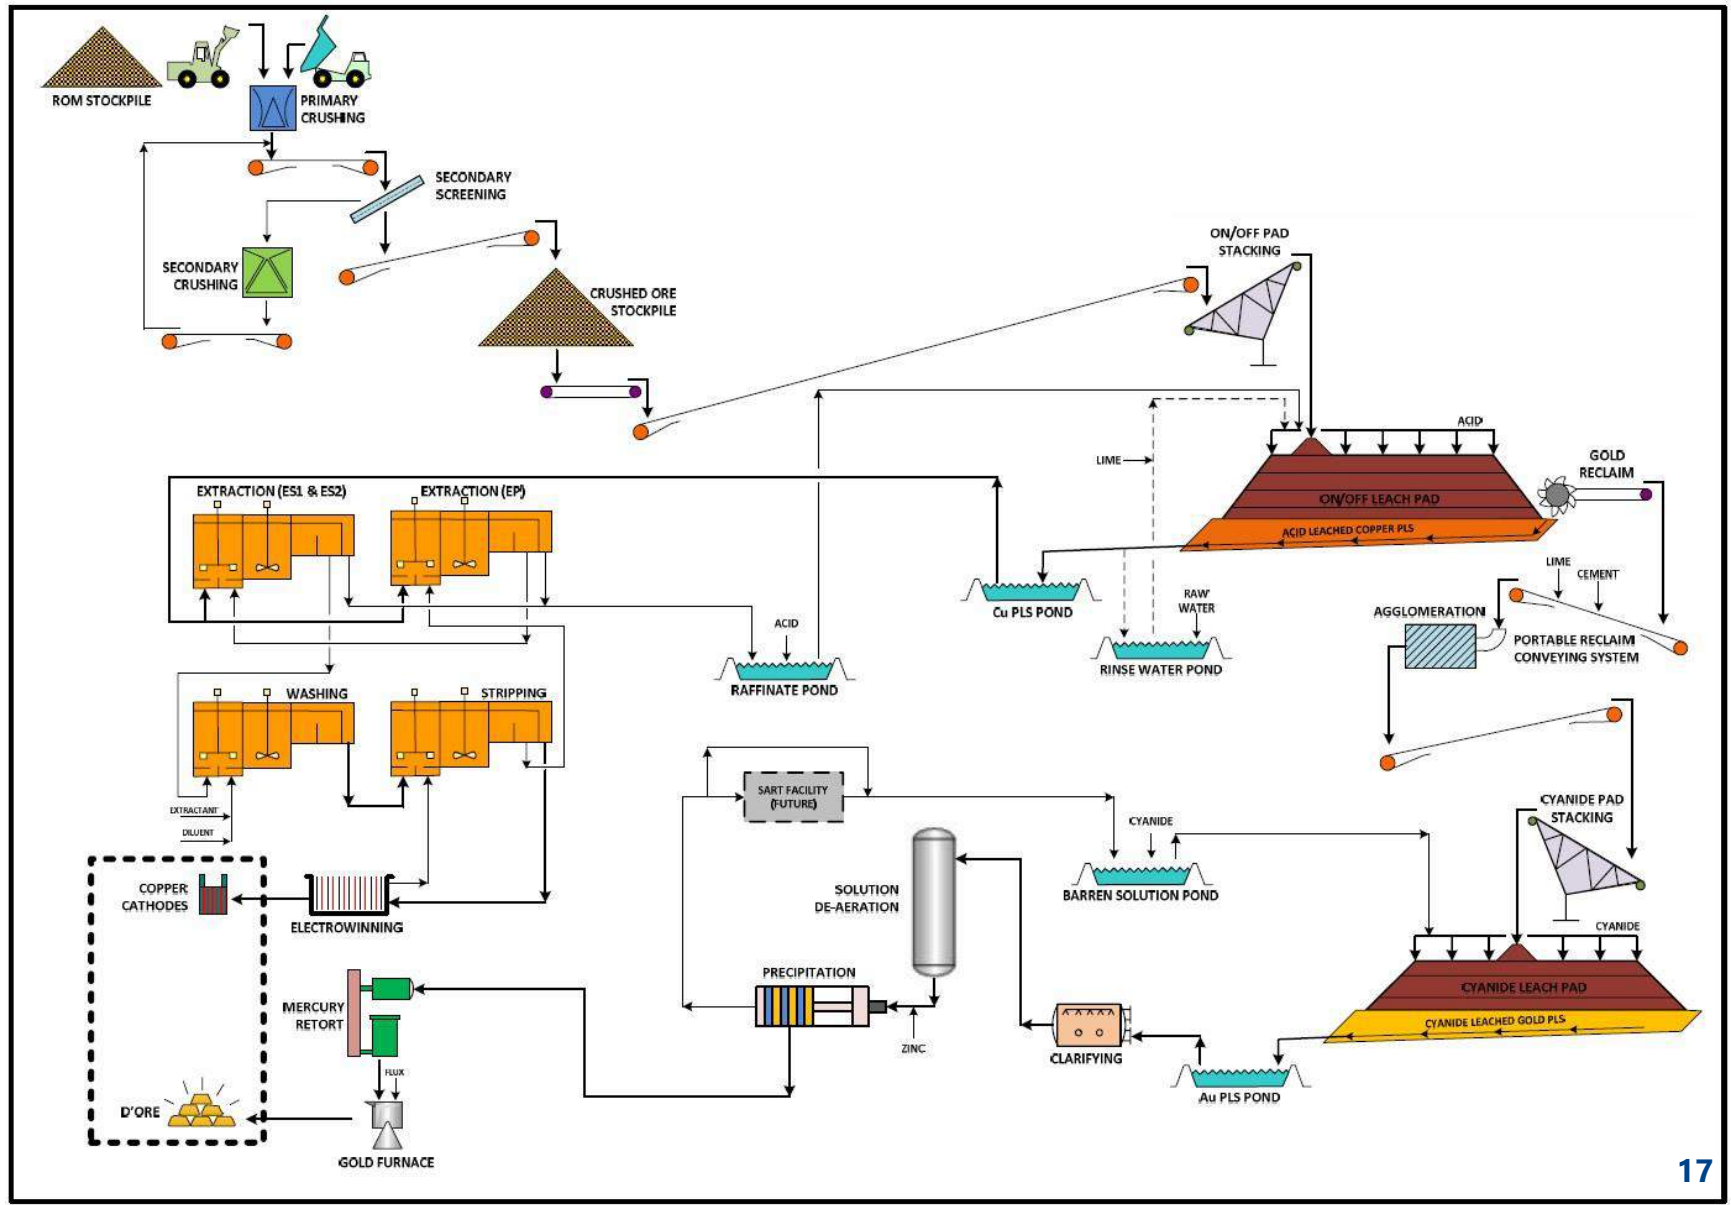 ROM STOCKPILE
PRIMARY
CRUSHING
SECONDARY
SCREENING
SECONDARY
CRUSHING
CRUSHED ORE
STOCKPILE
ON/OFF PAD
STACKING
ACID
LIME
GOLD
RECLAIM
ON/OFF LEACH PAD
ACID LEACHED COPPER PLS
EXTRACTION (ES1 & ES2)
EXTRACTION (EP)
Cu PLS POND
RAW
WATER
RINSE WATER POND
ACID
RAFFINATE POND
LIME
CEMENT
AGGLOMERATION
PORTABLE RECLAIM
CONVEYING SYSTEM
WASHING
STRIPPING
EXTRACTANT
DILUENT
SART FACILITY
(FUTURE)
CYANIDE
BARREN SOLUTION POND
CYANIDE PAD
STACKING
COPPER
CATHODES
ELECTROWINNING
SOLUTION
DE-AERATION
CYANIDE
CYANIDE LEACH PAD
CYANIDE LEACHED GOLD PLS
PRECIPITATION
ZINC
CLARIFYING
Au PLS POND
MERCURY
RETORT
FLUX
D'ORE
GOLD FURNACE
17